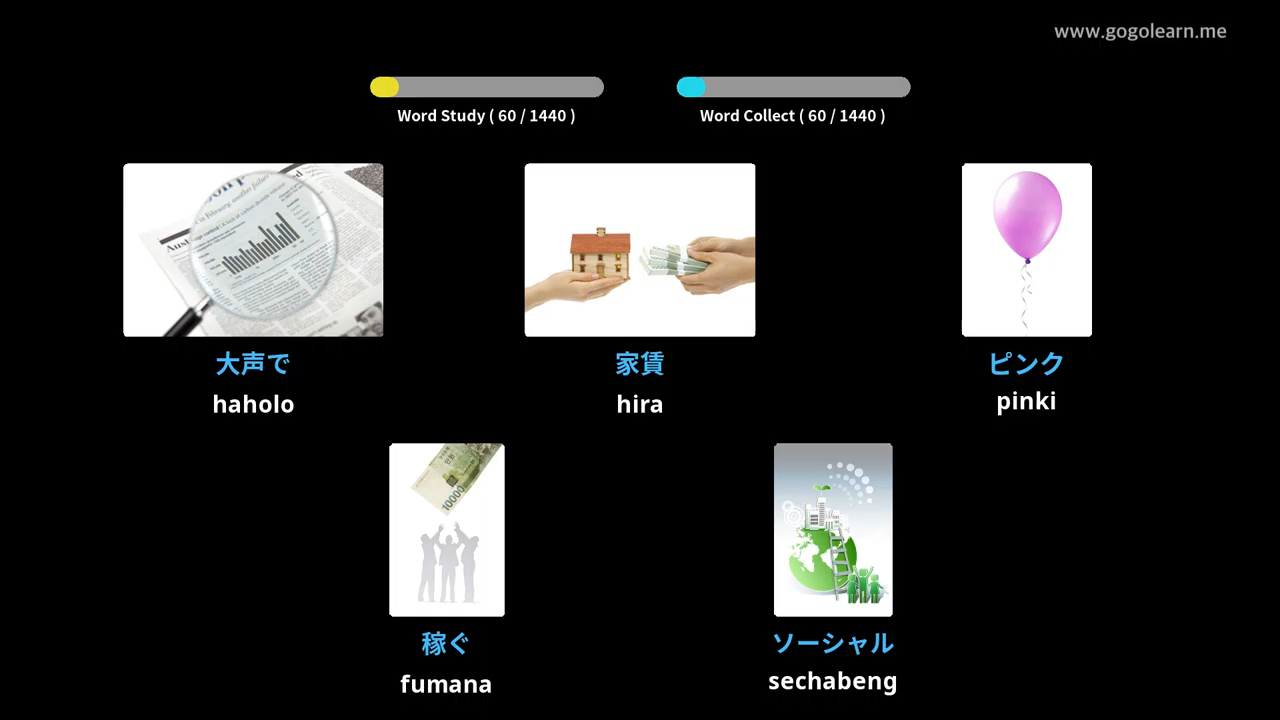 www.gogolearn.me
Word Study ( 60 / 1440 )
Word Collect ( 60 / 1440 )
大声で
haholo
家賃
hira
ピンク
pinki
10000
稼ぐ
fumana
ソーシャル
sechabeng